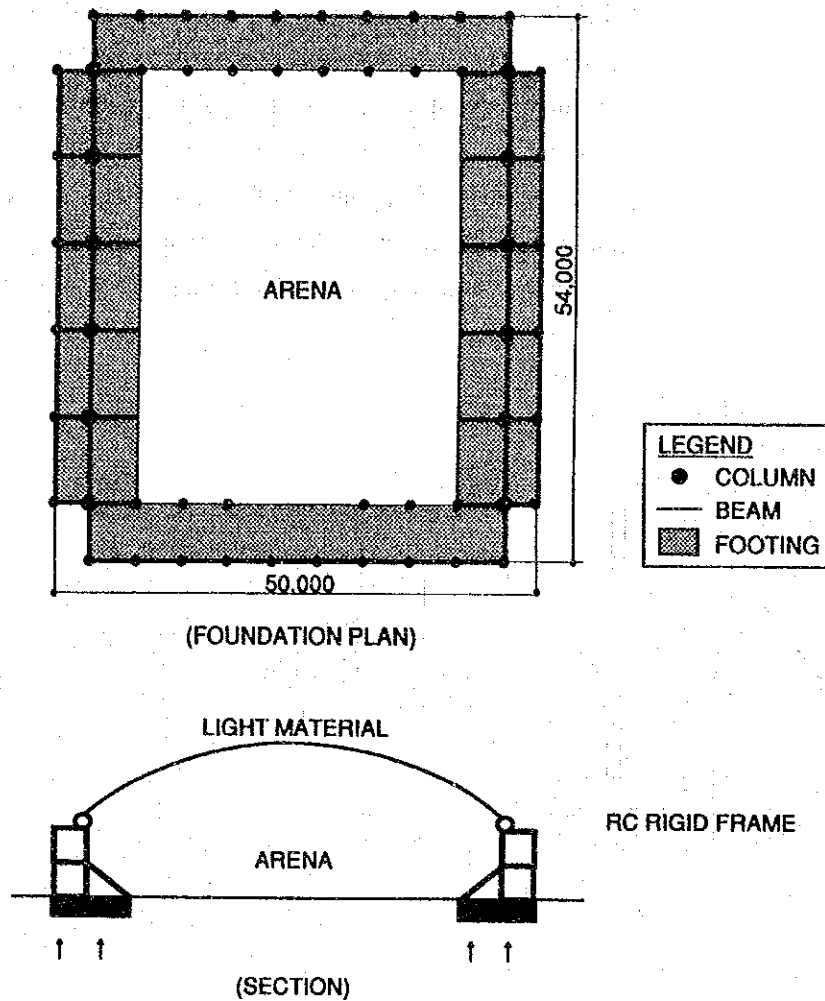 ARENA
54,000
LEGEND
COLUMN
BEAM
FOOTING
50,000
(FOUNDATION PLAN)
LIGHT MATERIAL
RC RIGID FRAME
ARENA
(SECTION)